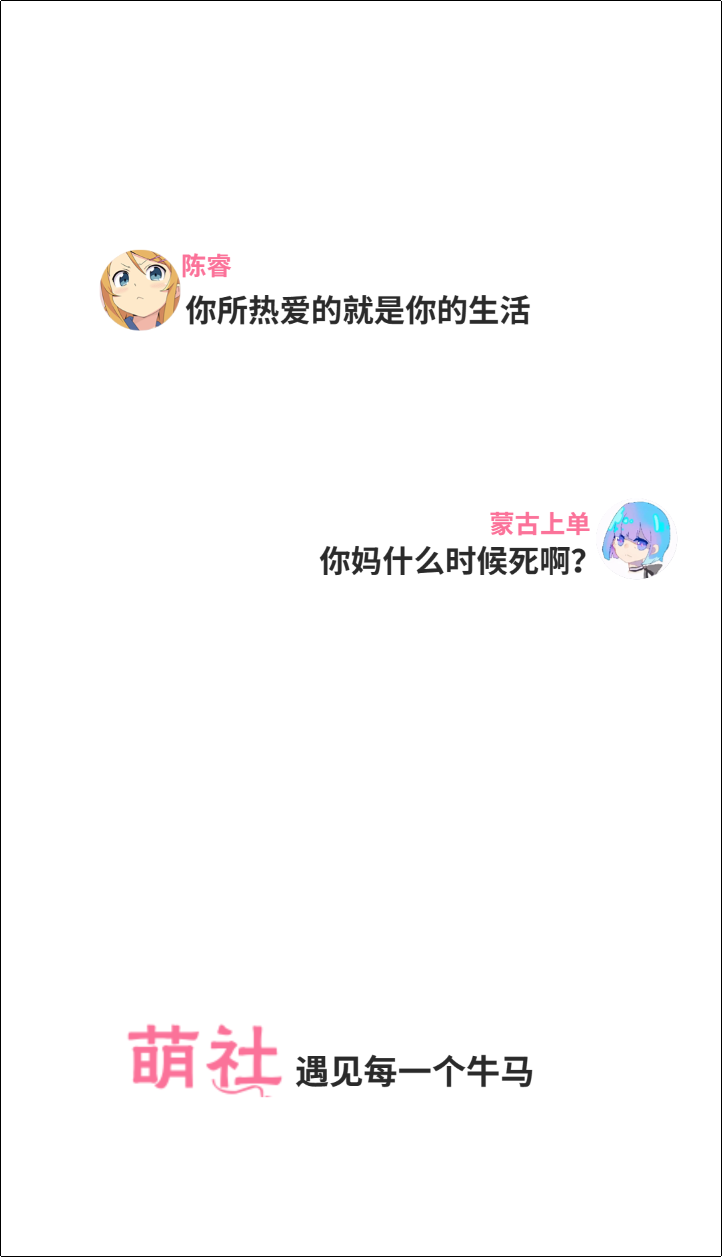 陈睿
你所热爱的就是你的生活
蒙古上单
你妈什么时候死啊?
萌社 遇见每一个牛马